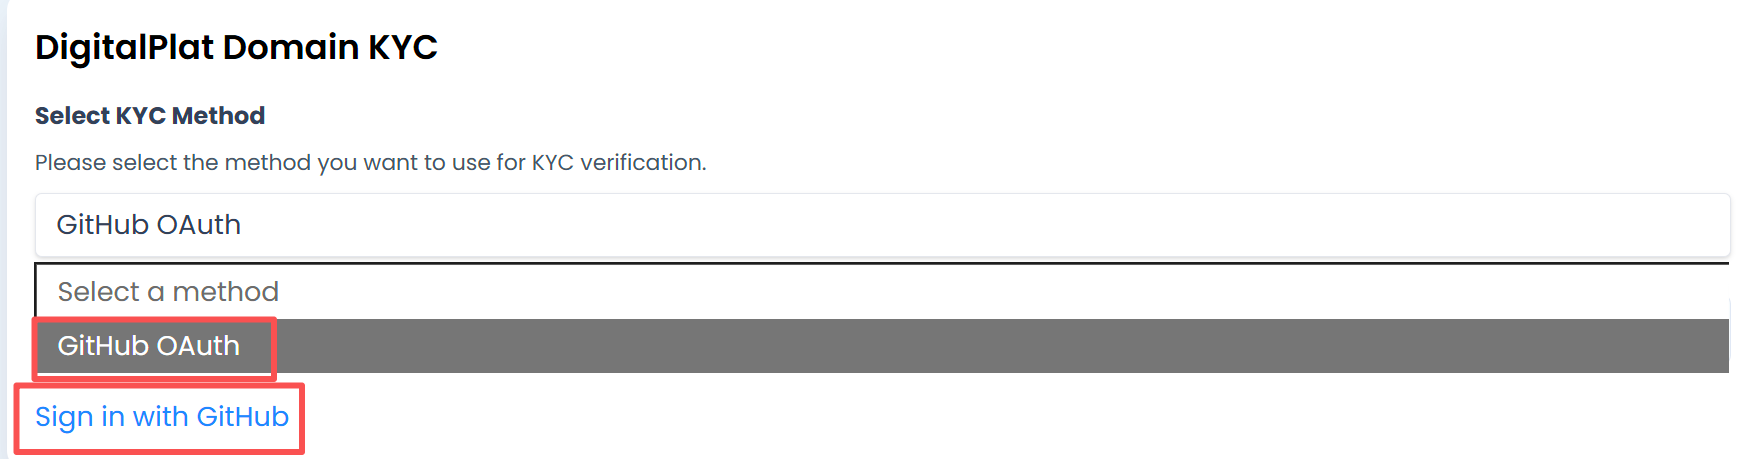 DigitalPlat Domain KYC
Select KYC Method
Please select the method you want to use for KYC verification.
GitHub OAuth
Select a method
GitHub OAuth
Sign in with GitHub